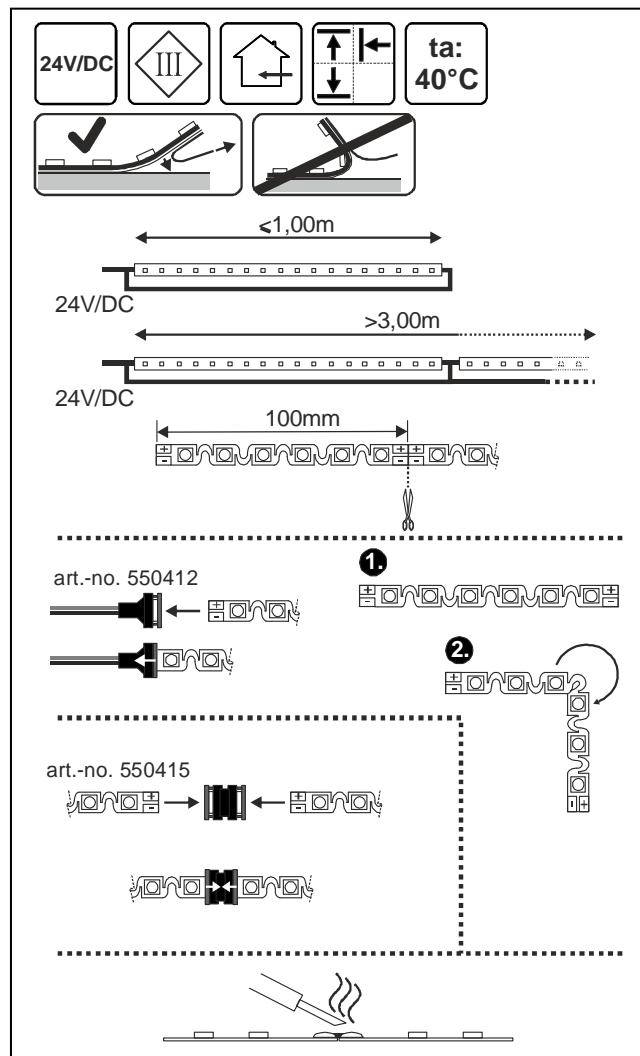 24V/DC
III
ta:
40°C
⩽1,00m
24V/DC
>3,00m
24V/DC
100mm
+ + + +
- - - -
art.-no. 550412
1.
+ +
- -
+
-
2.
+
-
- +
art.-no. 550415
+ +
- -